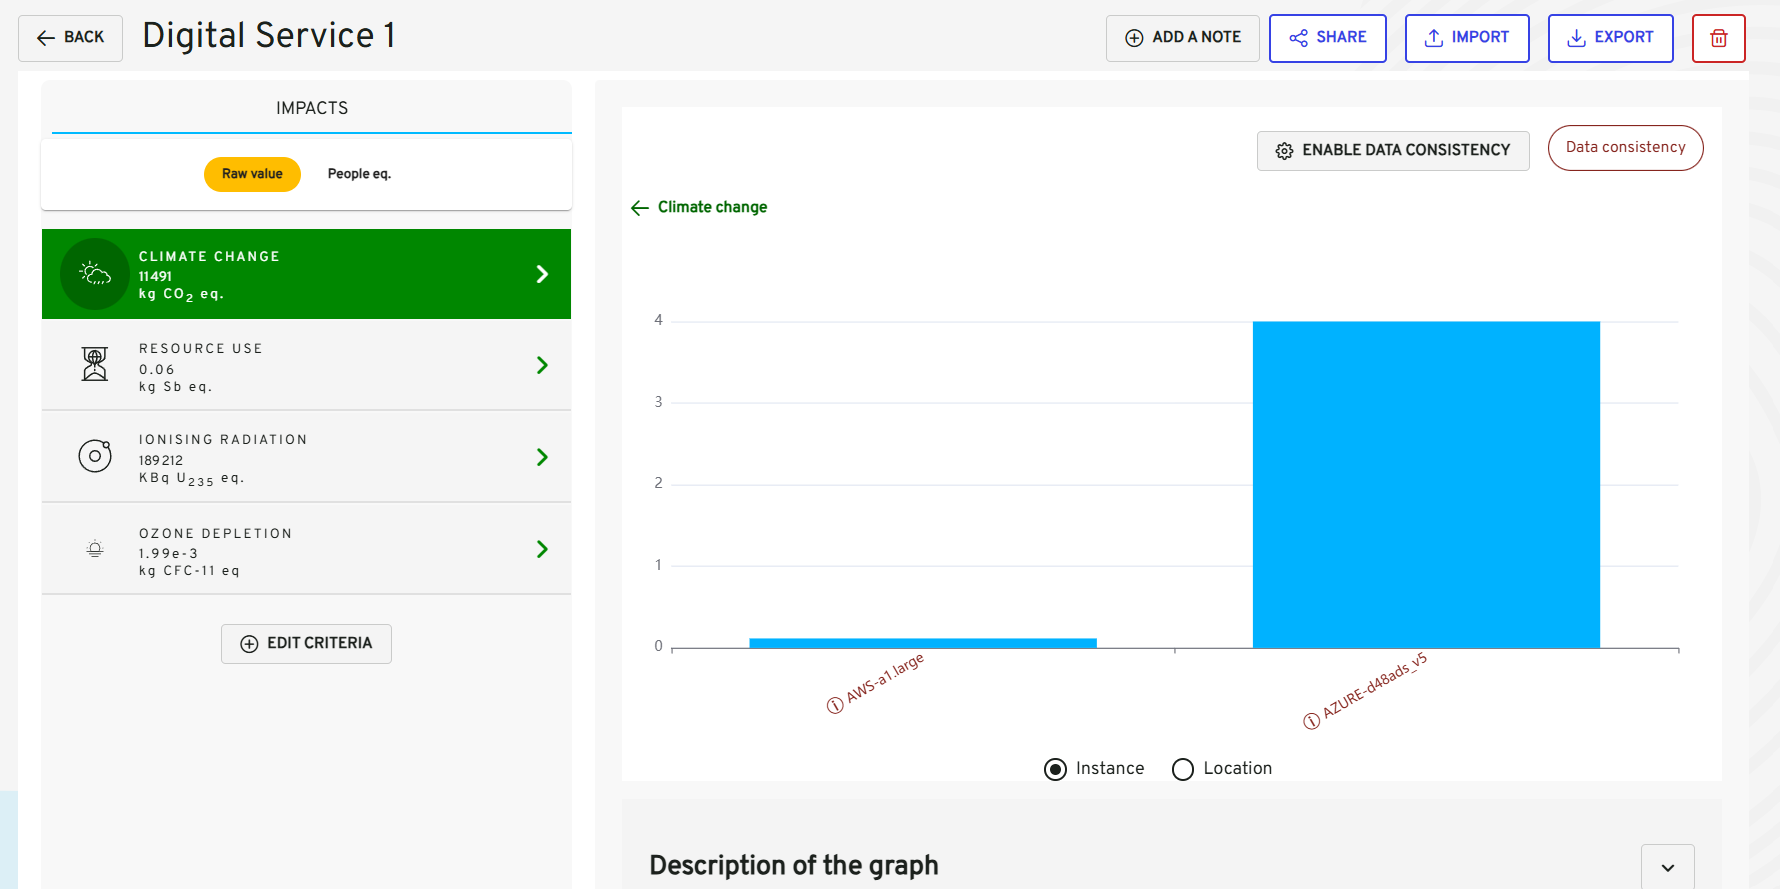 BACK
Digital Service 1
ADD A NOTE
SHARE
IMPORT
EXPORT
IMPACTS
Raw value
People eq.
CLIMATE CHANGE
11491
kg CO2 eq.
RESOURCE USE
0.06
kg Sb eq.
IONISING RADIATION
189212
KBq U235 eq.
OZONE DEPLETION
1.99e-3
kg CFC-11 eq
EDIT CRITERIA
ENABLE DATA CONSISTENCY
Data consistency
Climate change
4
3
2
1
0
AWS-a1.large
AZURE-d48ads_v5
Instance
Location
Description of the graph